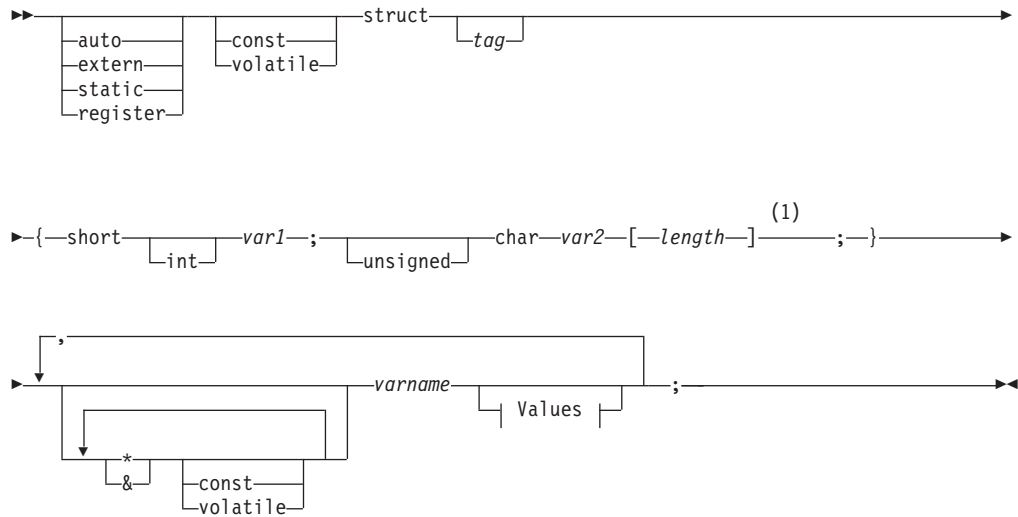 struct
auto
extern
static
register
const
volatile
tag
(1)
{ short var1 ; char var2 [ length ] ; }
int
unsigned
,
varname ;
Values
*
&
const
volatile